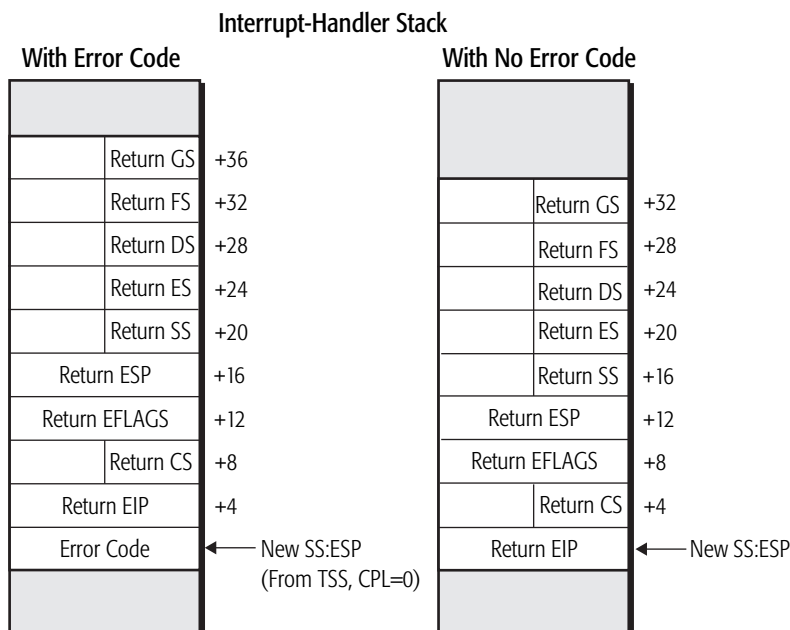 Interrupt-Handler Stack
With Error Code
Return GS +36
Return FS +32
Return DS +28
Return ES +24
Return SS +20
Return ESP +16
Return EFLAGS +12
Return CS +8
Return EIP +4
Error Code New SS:ESP
(From TSS, CPL=0)
With No Error Code
Return GS +32
Return FS +28
Return DS +24
Return ES +20
Return SS +16
Return ESP +12
Return EFLAGS +8
Return CS +4
Return EIP New SS:ESP